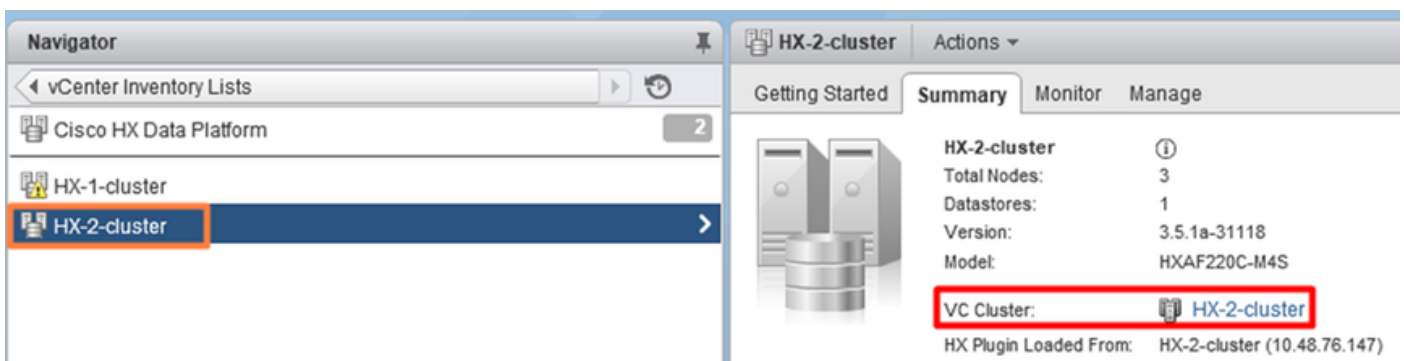 Navigator
vCenter Inventory Lists
Cisco HX Data Platform 2
HX-1-cluster
HX-2-cluster
HX-2-cluster Actions
Getting Started Summary Monitor Manage
HX-2-cluster
Total Nodes: 3
Datastores: 1
Version: 3.5.1a-31118
Model: HXAF220C-M4S
VC Cluster: HX-2-cluster
HX Plugin Loaded From: HX-2-cluster (10.48.76.147)